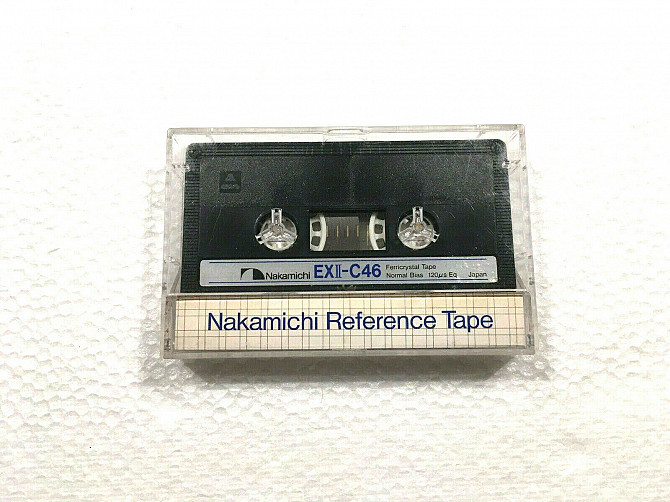 A
Nakamichi EXII-C46 Ferricrystal Tape
Normal Bias 120µs Eq. Japan
Nakamichi Reference Tape